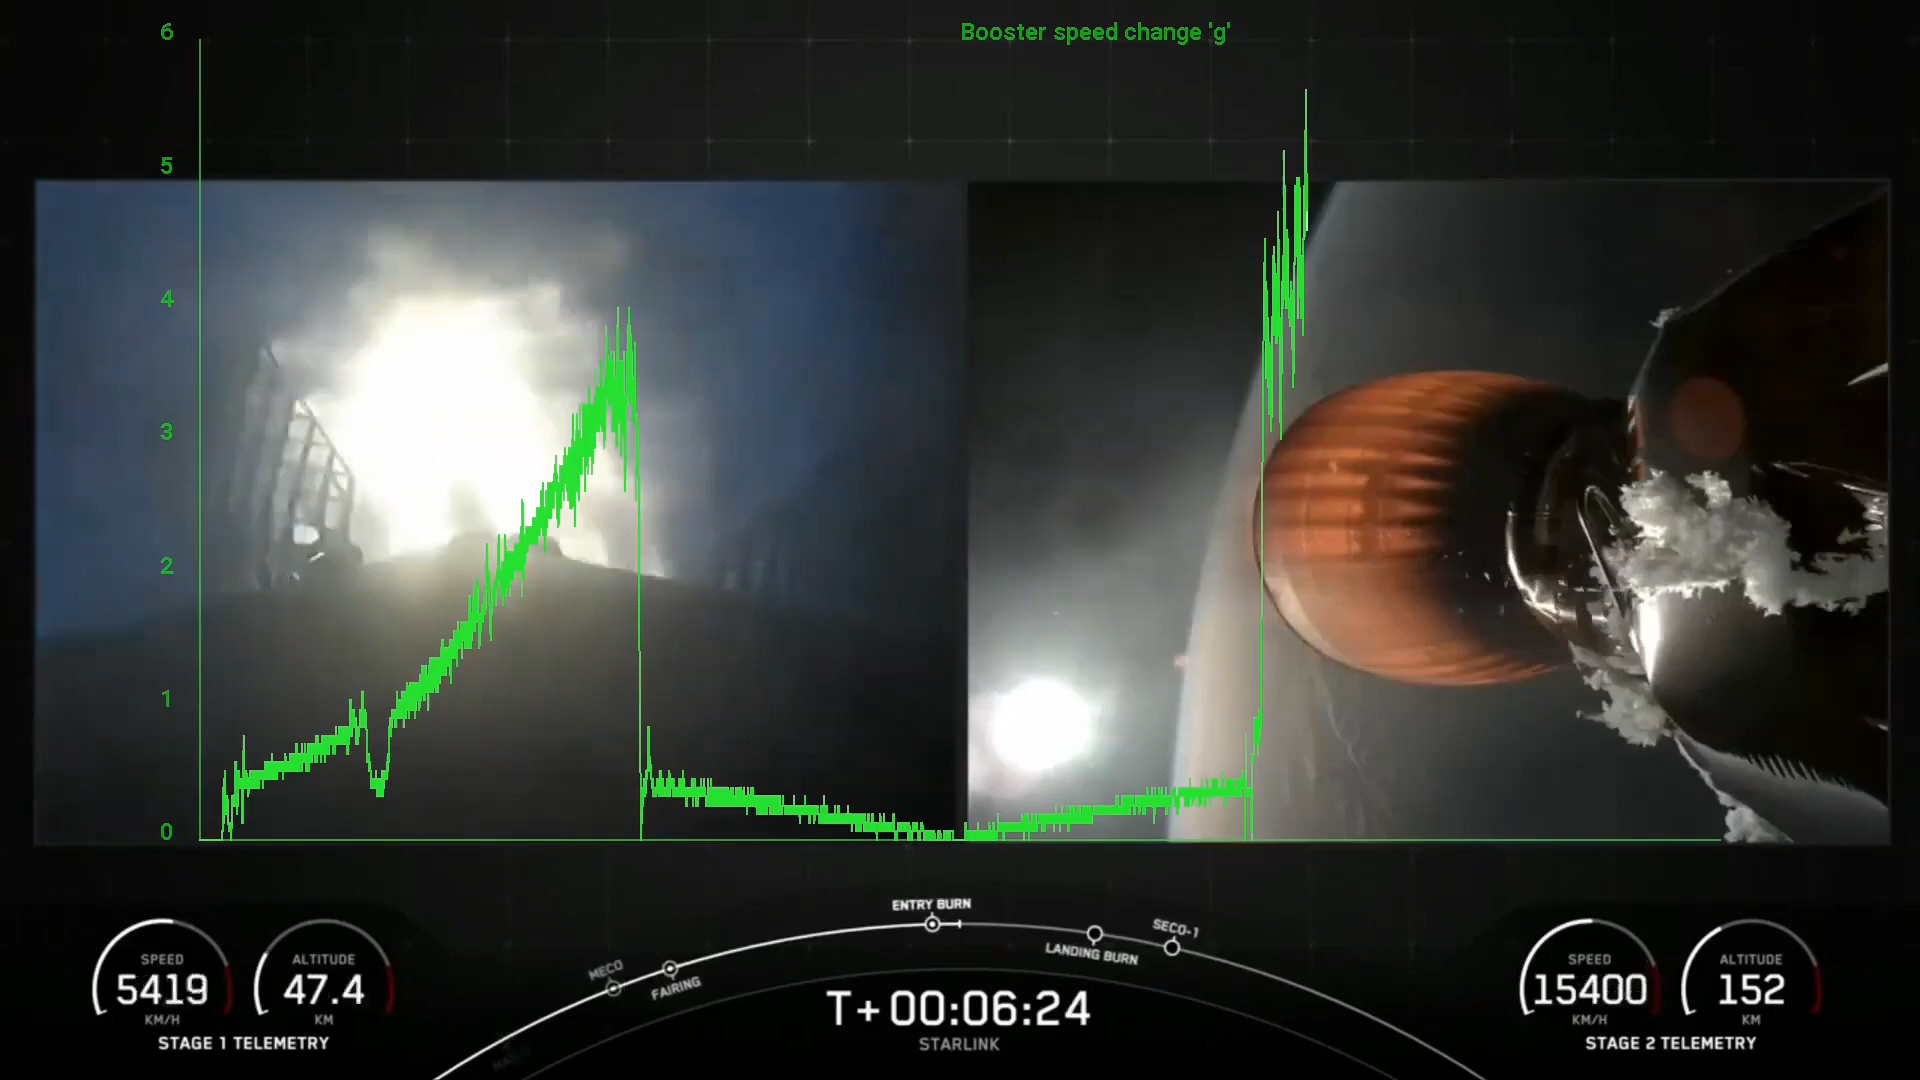 Booster speed change 'g'
6
5
4
3
2
1
0
ENTRY BURN
MECO
FAIRING
LANDING BURN
SECO-1
SPEED
5419
KM/H
ALTITUDE
47.4
KM
STAGE 1 TELEMETRY
T+ 00:06:24
STARLINK
SPEED
15400
KM/H
ALTITUDE
152
KM
STAGE 2 TELEMETRY